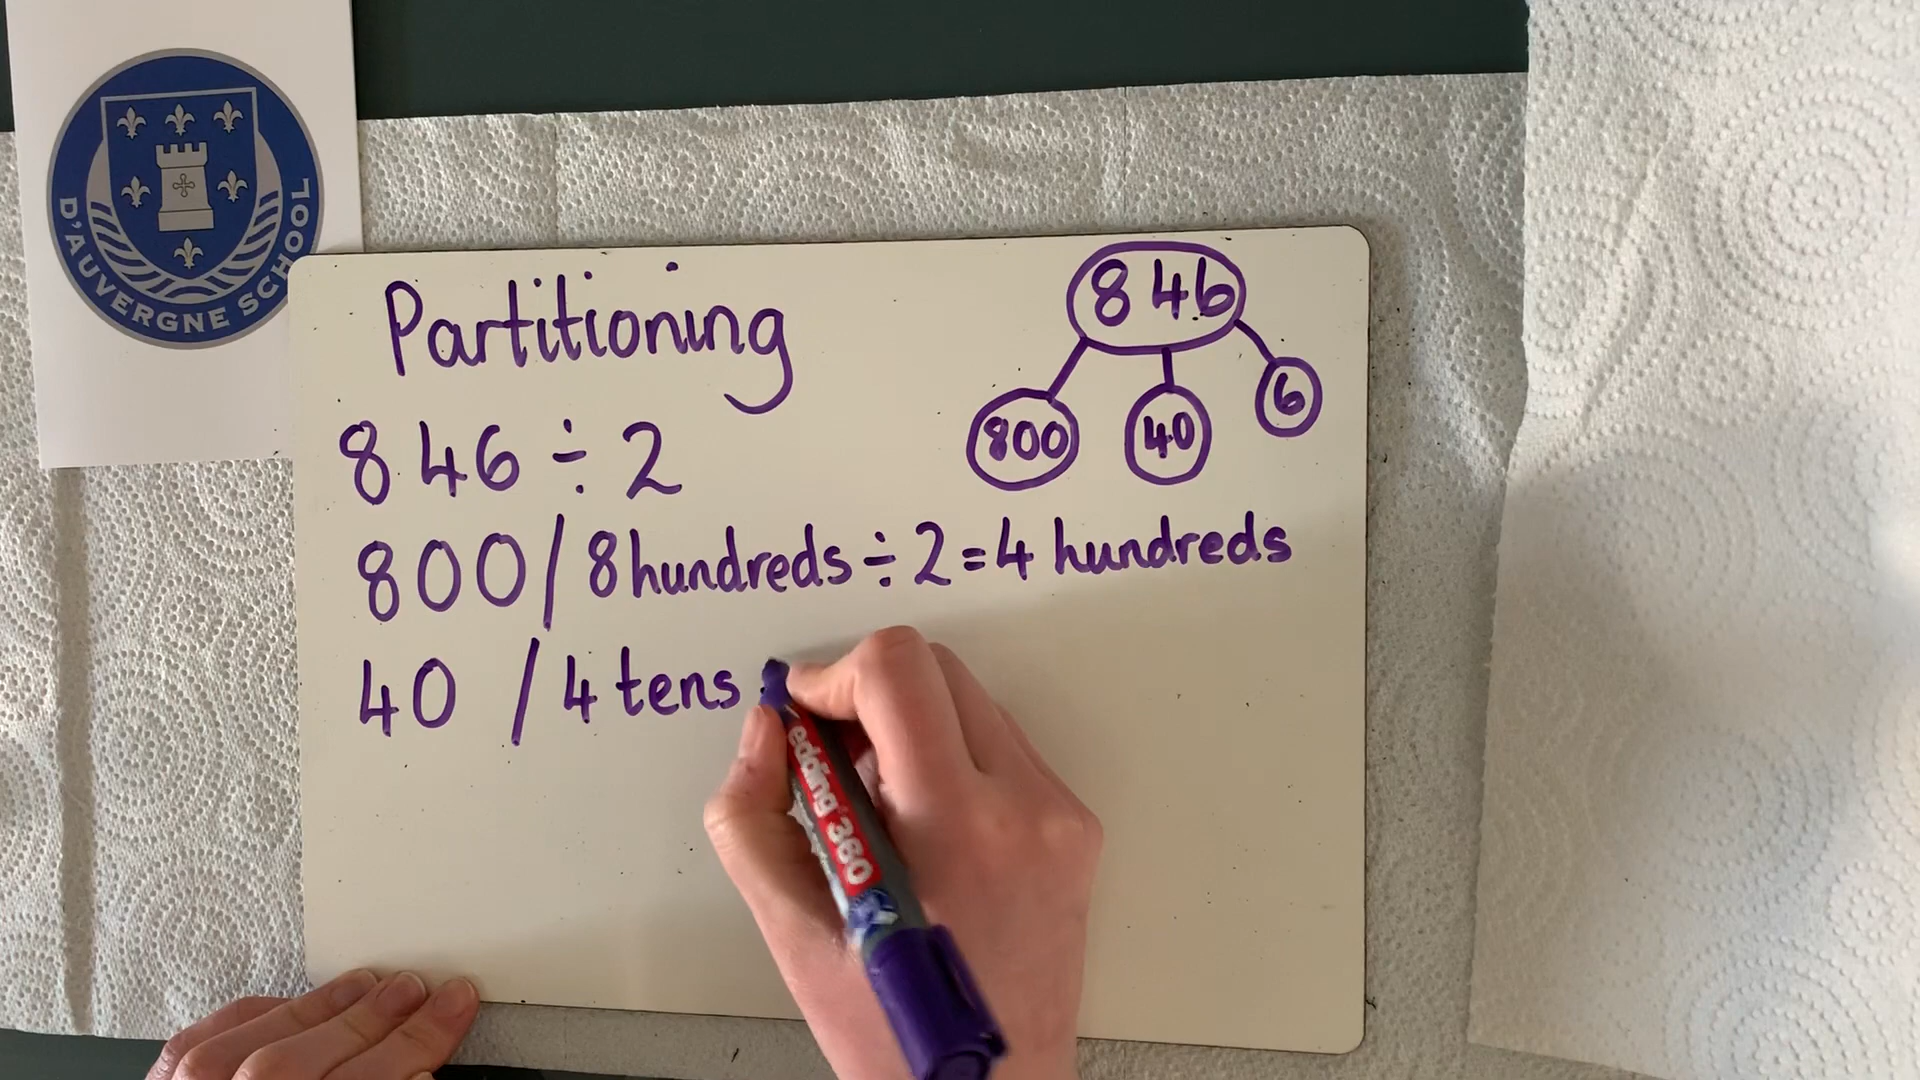 D'AUVERGNE SCHOOL
Partitioning
846
800 40 6
846 ÷ 2
800 / 8 hundreds ÷ 2 = 4 hundreds
40 / 4 tens
edding 380